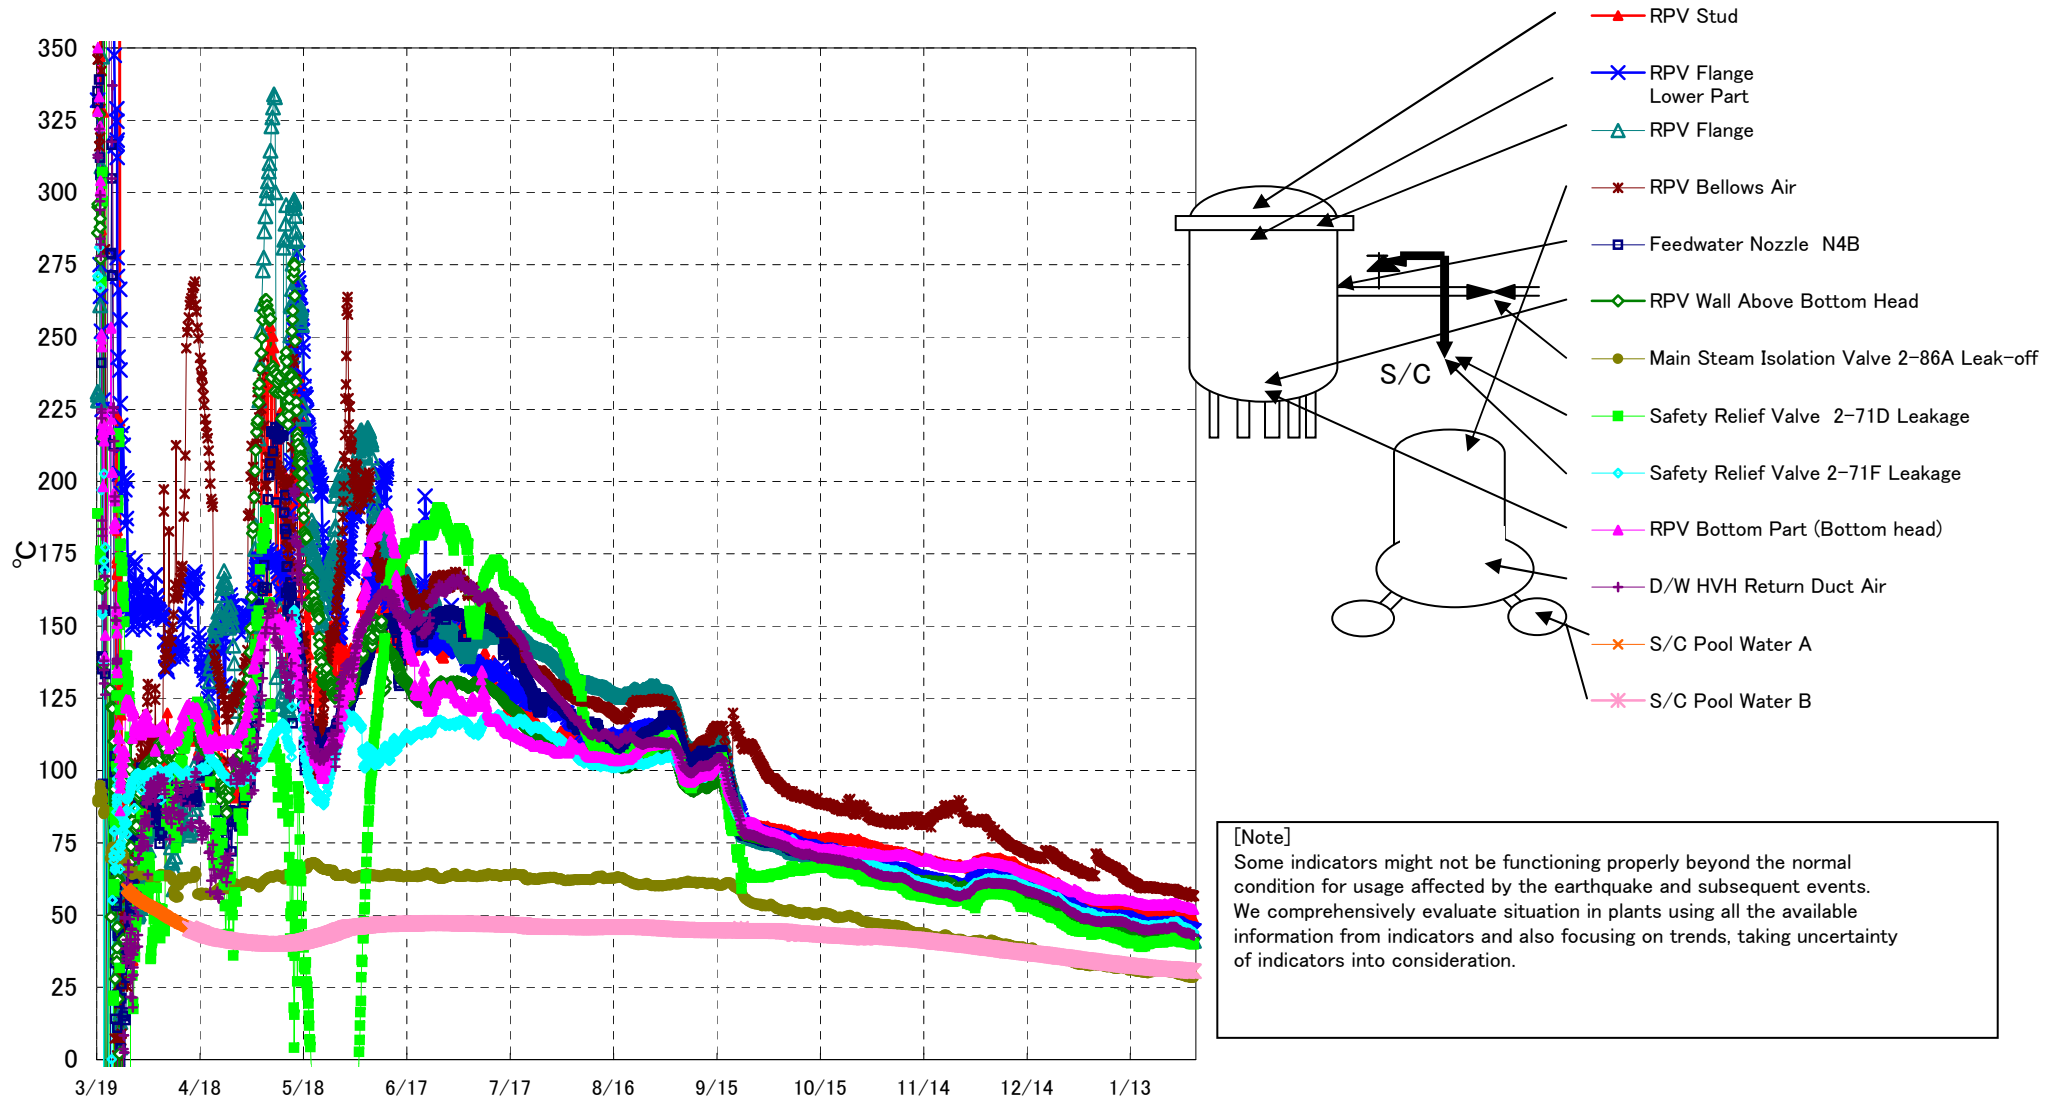 350
325
300
275
250
225
200
175
150
125
100
75
50
25
0
℃
3/19 4/18 5/18 6/17 7/17 8/16 9/15 10/15 11/14 12/14 1/13
RPV Stud
RPV Flange
Lower Part
RPV Flange
RPV Bellows Air
Feedwater Nozzle N4B
RPV Wall Above Bottom Head
Main Steam Isolation Valve 2-86A Leak-off
Safety Relief Valve 2-71D Leakage
Safety Relief Valve 2-71F Leakage
RPV Bottom Part (Bottom head)
D/W HVH Return Duct Air
S/C Pool Water A
S/C Pool Water B
S/C
[Note]
Some indicators might not be functioning properly beyond the normal
condition for usage affected by the earthquake and subsequent events.
We comprehensively evaluate situation in plants using all the available
information from indicators and also focusing on trends, taking uncertainty
of indicators into consideration.